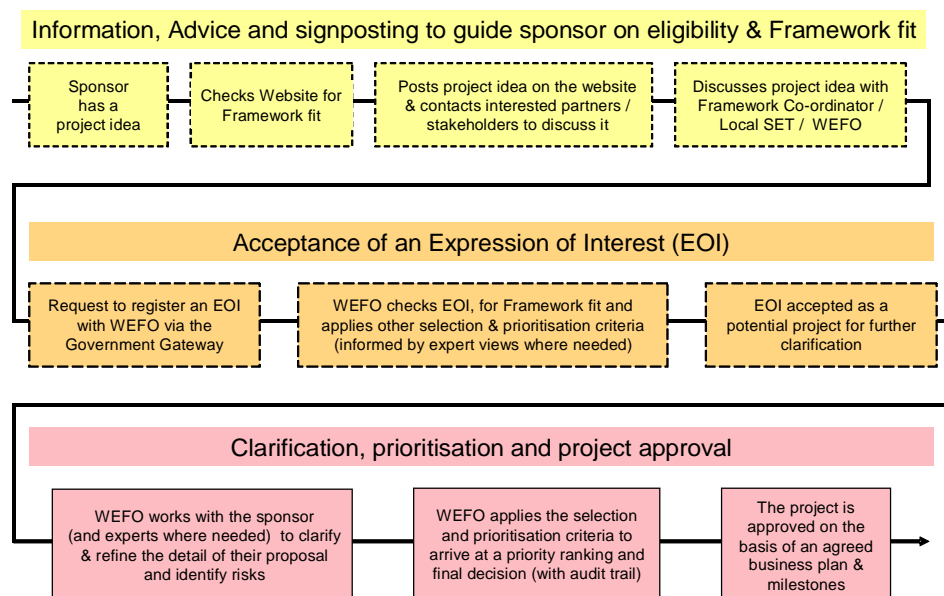 Information, Advice and signposting to guide sponsor on eligibility & Framework fit
Sponsor
has a
project idea
Checks Website for
Framework fit
Posts project idea on the website
& contacts interested partners /
stakeholders to discuss it
Discusses project idea with
Framework Co-ordinator /
Local SET / WEFO
Acceptance of an Expression of Interest (EOI)
Request to register an EOI
with WEFO via the
Government Gateway
WEFO checks EOI, for Framework fit and
applies other selection & prioritisation criteria
(informed by expert views where needed)
EOI accepted as a
potential project for further
clarification
Clarification, prioritisation and project approval
WEFO works with the sponsor
(and experts where needed) to clarify
& refine the detail of their proposal
and identify risks
WEFO applies the selection
and prioritisation criteria to
arrive at a priority ranking and
final decision (with audit trail)
The project is
approved on the
basis of an agreed
business plan &
milestones